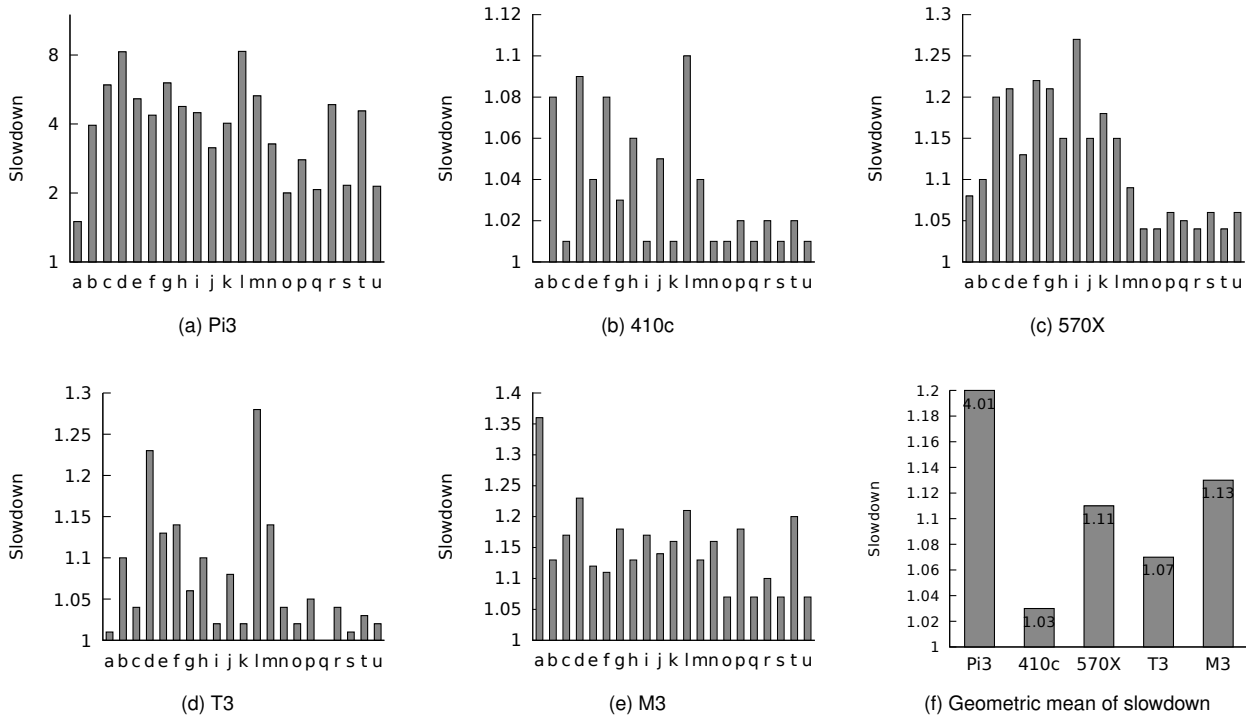 Slowdown
8
4
2
1
a b c d e f g h i j k l m n o p q r s t u
(a) Pi3
Slowdown
1.12
1.1
1.08
1.06
1.04
1.02
1
a b c d e f g h i j k l m n o p q r s t u
(b) 410c
Slowdown
1.3
1.25
1.2
1.15
1.1
1.05
1
a b c d e f g h i j k l m n o p q r s t u
(c) 570X
Slowdown
1.3
1.25
1.2
1.15
1.1
1.05
1
a b c d e f g h i j k l m n o p q r s t u
(d) T3
Slowdown
1.4
1.35
1.3
1.25
1.2
1.15
1.1
1.05
1
a b c d e f g h i j k l m n o p q r s t u
(e) M3
Slowdown
1.2
1.18
1.16
1.14
1.12
1.1
1.08
1.06
1.04
1.02
1
4.01
1.03
1.11
1.07
1.13
Pi3 410c 570X T3 M3
(f) Geometric mean of slowdown